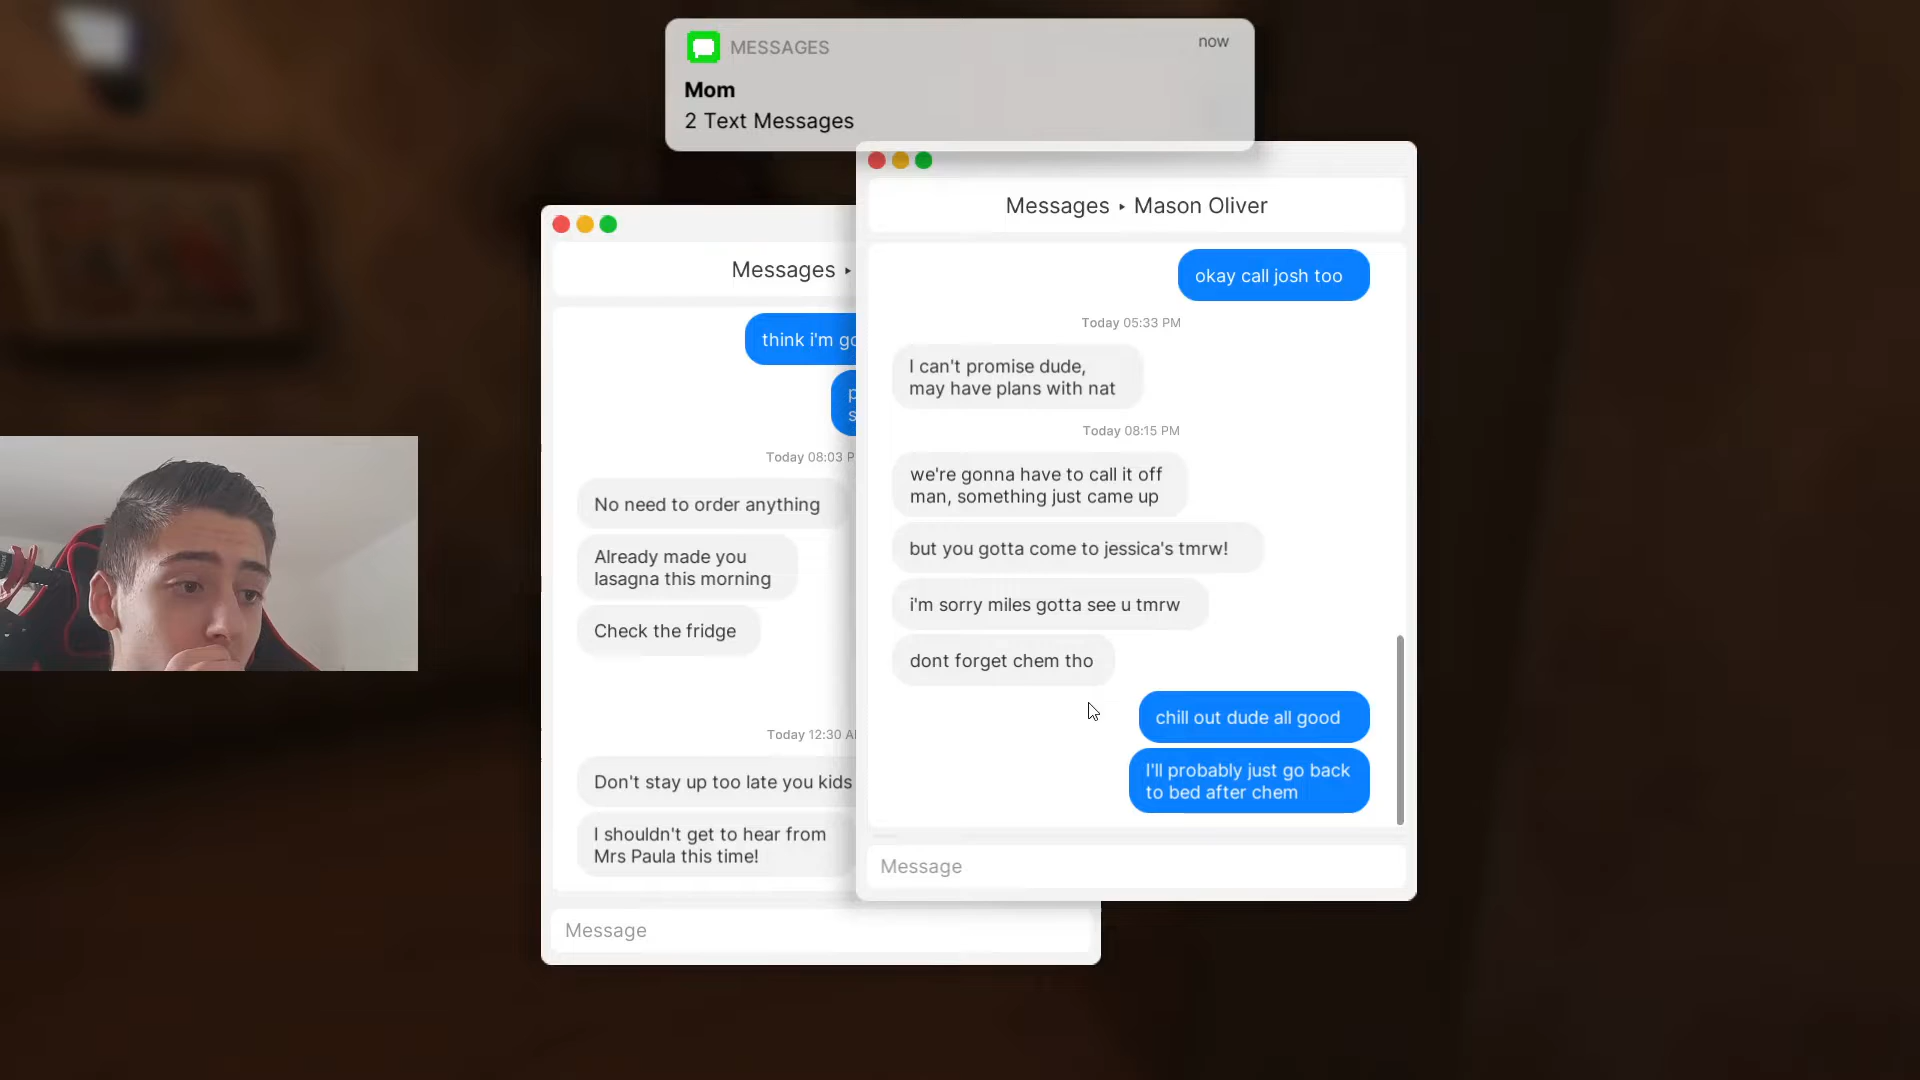 MESSAGES
now
Mom
2 Text Messages
Messages ▸
think i'm go
p
s
Today 08:03 P
No need to order anything
Already made you
lasagna this morning
Check the fridge
Today 12:30 A
Don't stay up too late you kids
I shouldn't get to hear from
Mrs Paula this time!
Message
Messages ▸ Mason Oliver
okay call josh too
Today 05:33 PM
I can't promise dude,
may have plans with nat
Today 08:15 PM
we're gonna have to call it off
man, something just came up
but you gotta come to jessica's tmrw!
i'm sorry miles gotta see u tmrw
dont forget chem tho
chill out dude all good
I'll probably just go back
to bed after chem
Message